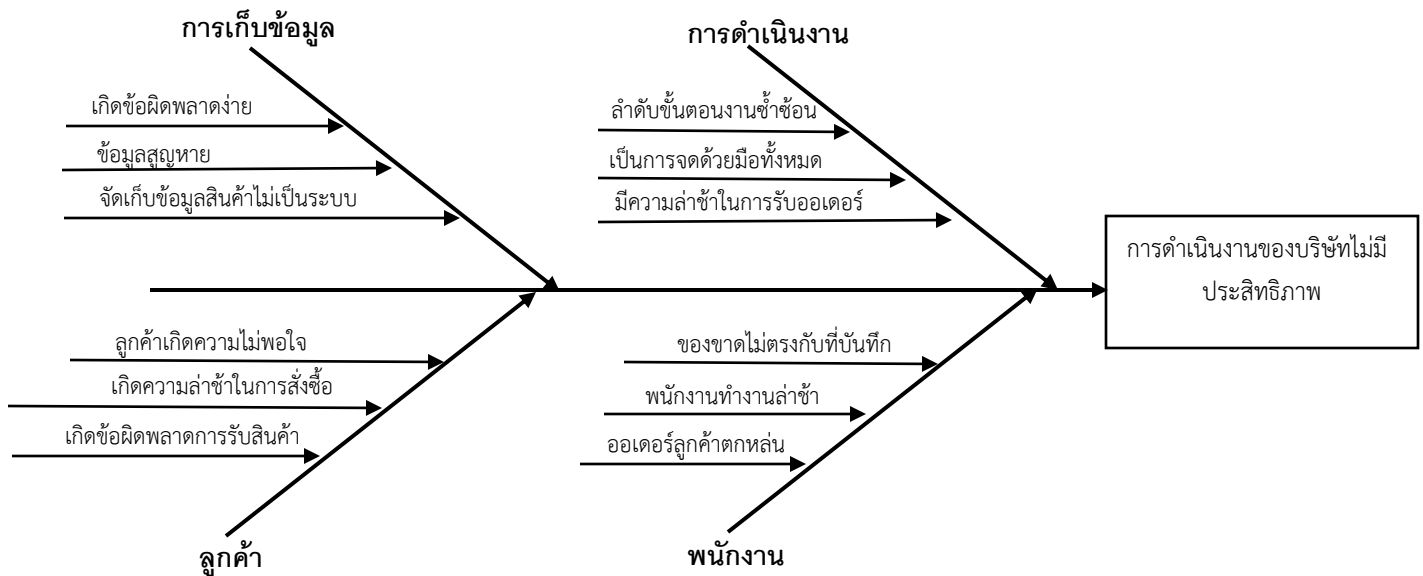 การเก็บข้อมูล
เกิดข้อผิดพลาดง่าย
ข้อมูลสูญหาย
จัดเก็บข้อมูลสินค้าไม่เป็นระบบ
การดำเนินงาน
ลำดับขั้นตอนงานซ้ำซ้อน
เป็นการจดด้วยมือทั้งหมด
มีความล่าช้าในการรับออเดอร์
การดำเนินงานของบริษัทไม่มี
ประสิทธิภาพ
ลูกค้าเกิดความไม่พอใจ
เกิดความล่าช้าในการสั่งซื้อ
เกิดข้อผิดพลาดการรับสินค้า
ลูกค้า
ของขาดไม่ตรงกับที่บันทึก
พนักงานทำงานล่าช้า
ออเดอร์ลูกค้าตกหล่น
พนักงาน